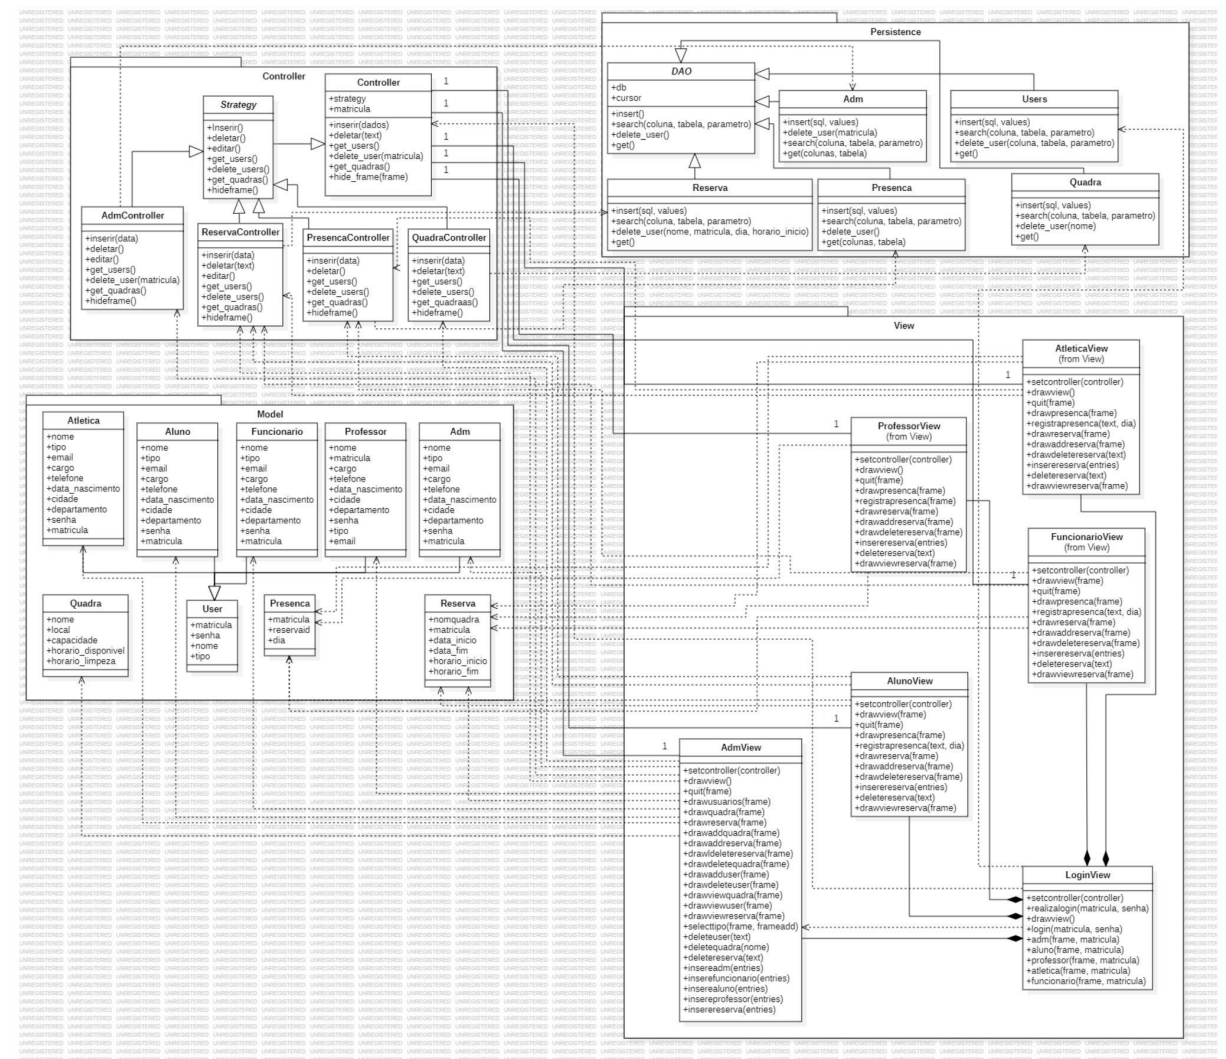 Persistence
DAO
+db
+cursor
+insert()
+search(coluna, tabela, parametro)
+delete_user()
+get()
Adm
+insert(sql, values)
+delete_user(matricula)
+search(coluna, tabela, parametro)
+get(colunas, tabela)
Users
+insert(sql, values)
+search(coluna, tabela, parametro)
+delete_user(coluna, tabela, parametro)
+get()
Reserva
+insert(sql, values)
+search(coluna, tabela, parametro)
+delete_user(nome, matricula, dia, horario_inicio)
+get()
Presenca
+insert(sql, values)
+search(coluna, tabela, parametro)
+delete_user()
+get(colunas, tabela)
Quadra
+insert(sql, values)
+search(coluna, tabela, parametro)
+delete_user(nome)
+get()
Controller
Strategy
+Inserir()
+deletar()
+editar()
+get_users()
+delete_users()
+get_quadras()
+hideframe()
Controller
+strategy
+matricula
+inserir(dados)
+deletar(text)
+get_users()
+delete_user(matricula)
+get_quadras()
+hide_frame(frame)
1
1
1
1
1
AdmController
+inserir(data)
+deletar()
+editar()
+get_users()
+delete_user(matricula)
+get_quadras()
+hideframe()
ReservaController
+inserir(data)
+deletar(text)
+editar()
+get_users()
+delete_users()
+get_quadras()
+hideframe()
PresencaController
+inserir(data)
+deletar()
+get_users()
+delete_users()
+get_quadras()
+hideframe()
QuadraController
+inserir(data)
+deletar(text)
+get_users()
+delete_users()
+get_quadraas()
+hideframe()
Model
Atletica
+nome
+tipo
+email
+cargo
+telefone
+data_nascimento
+cidade
+departamento
+senha
+matricula
Aluno
+nome
+tipo
+email
+cargo
+telefone
+data_nascimento
+cidade
+departamento
+senha
+matricula
Funcionario
+nome
+tipo
+email
+cargo
+telefone
+data_nascimento
+cidade
+departamento
+senha
+matricula
Professor
+nome
+matricula
+cargo
+telefone
+data_nascimento
+cidade
+departamento
+senha
+tipo
+email
Adm
+nome
+tipo
+email
+cargo
+telefone
+data_nascimento
+cidade
+departamento
+senha
+matricula
Quadra
+nome
+local
+capacidade
+horario_disponivel
+horario_limpeza
User
+matricula
+senha
+nome
+tipo
Presenca
+matricula
+reservaid
+dia
Reserva
+nomquadra
+matricula
+data_inicio
+data_fim
+horario_inicio
+horario_fim
View
AtleticaView
(from View)
+setcontroller(controller)
+drawview()
+quit(frame)
+drawpresenca(frame)
+registrapresenca(text, dia)
+drawreserva(frame)
+drawaddreserva(frame)
+drawdeletereserva(text)
+inserereserva(entries)
+deletereserva(text)
+drawviewreserva(frame)
1
ProfessorView
(from View)
+setcontroller(controller)
+drawview()
+quit(frame)
+drawpresenca(frame)
+registrapresenca(frame)
+drawreserva(frame)
+drawaddreserva(frame)
+drawdeletereserva(frame)
+inserereserva(entries)
+deletereserva(text)
+drawviewreserva(frame)
1
FuncionarioView
(from View)
+setcontroller(controller)
+drawview(frame)
+quit(frame)
+drawpresenca(frame)
+registrapresenca(text, dia)
+drawreserva(frame)
+drawaddreserva(frame)
+drawdeletereserva(frame)
+inserereserva(entries)
+deletereserva(text)
+drawviewreserva(frame)
1
AlunoView
+setcontroller(controller)
+drawview(frame)
+quit(frame)
+drawpresenca(frame)
+registrapresenca(text, dia)
+drawreserva(frame)
+drawaddreserva(frame)
+drawdeletereserva(frame)
+inserereserva(entries)
+deletereserva(text)
+drawviewreserva(frame)
1
AdmView
+setcontroller(controller)
+drawview()
+quit(frame)
+drawusuarios(frame)
+drawquadra(frame)
+drawreserva(frame)
+drawaddquadra(frame)
+drawaddreserva(frame)
+drawldeletereserva(frame)
+drawdeletequadra(frame)
+drawadduser(frame)
+drawdeleteuser(frame)
+drawviewquadra(frame)
+drawviewuser(frame)
+drawviewreserva(frame)
+selecttipo(frame, frameadd)
+deleteuser(text)
+deletequadra(nome)
+deletereserva(text)
+insereadm(entries)
+inserefuncionario(entries)
+inserealuno(entries)
+insereprofessor(entries)
+inserereserva(entries)
1
LoginView
+setcontroller(controller)
+realizalogin(matricula, senha)
+drawview()
+login(matricula, senha)
+adm(frame, matricula)
+aluno(frame, matricula)
+professor(frame, matricula)
+atletica(frame, matricula)
+funcionario(frame, matricula)
UNREGISTERED